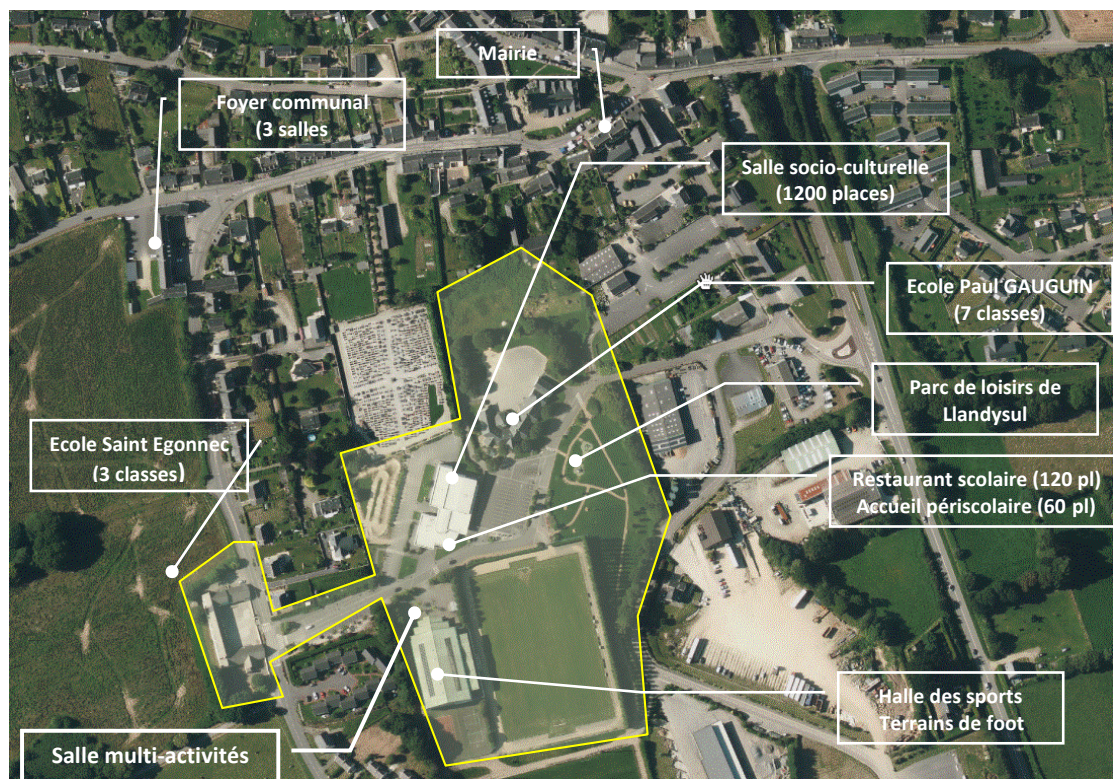 Mairie
Foyer communal
(3 salles
Salle socio-culturelle
(1200 places)
Ecole Paul GAUGUIN
(7 classes)
Parc de loisirs de
Llandysul
Ecole Saint Egonnec
(3 classes)
Restaurant scolaire (120 pl)
Accueil périscolaire (60 pl)
Halle des sports
Terrains de foot
Salle multi-activités